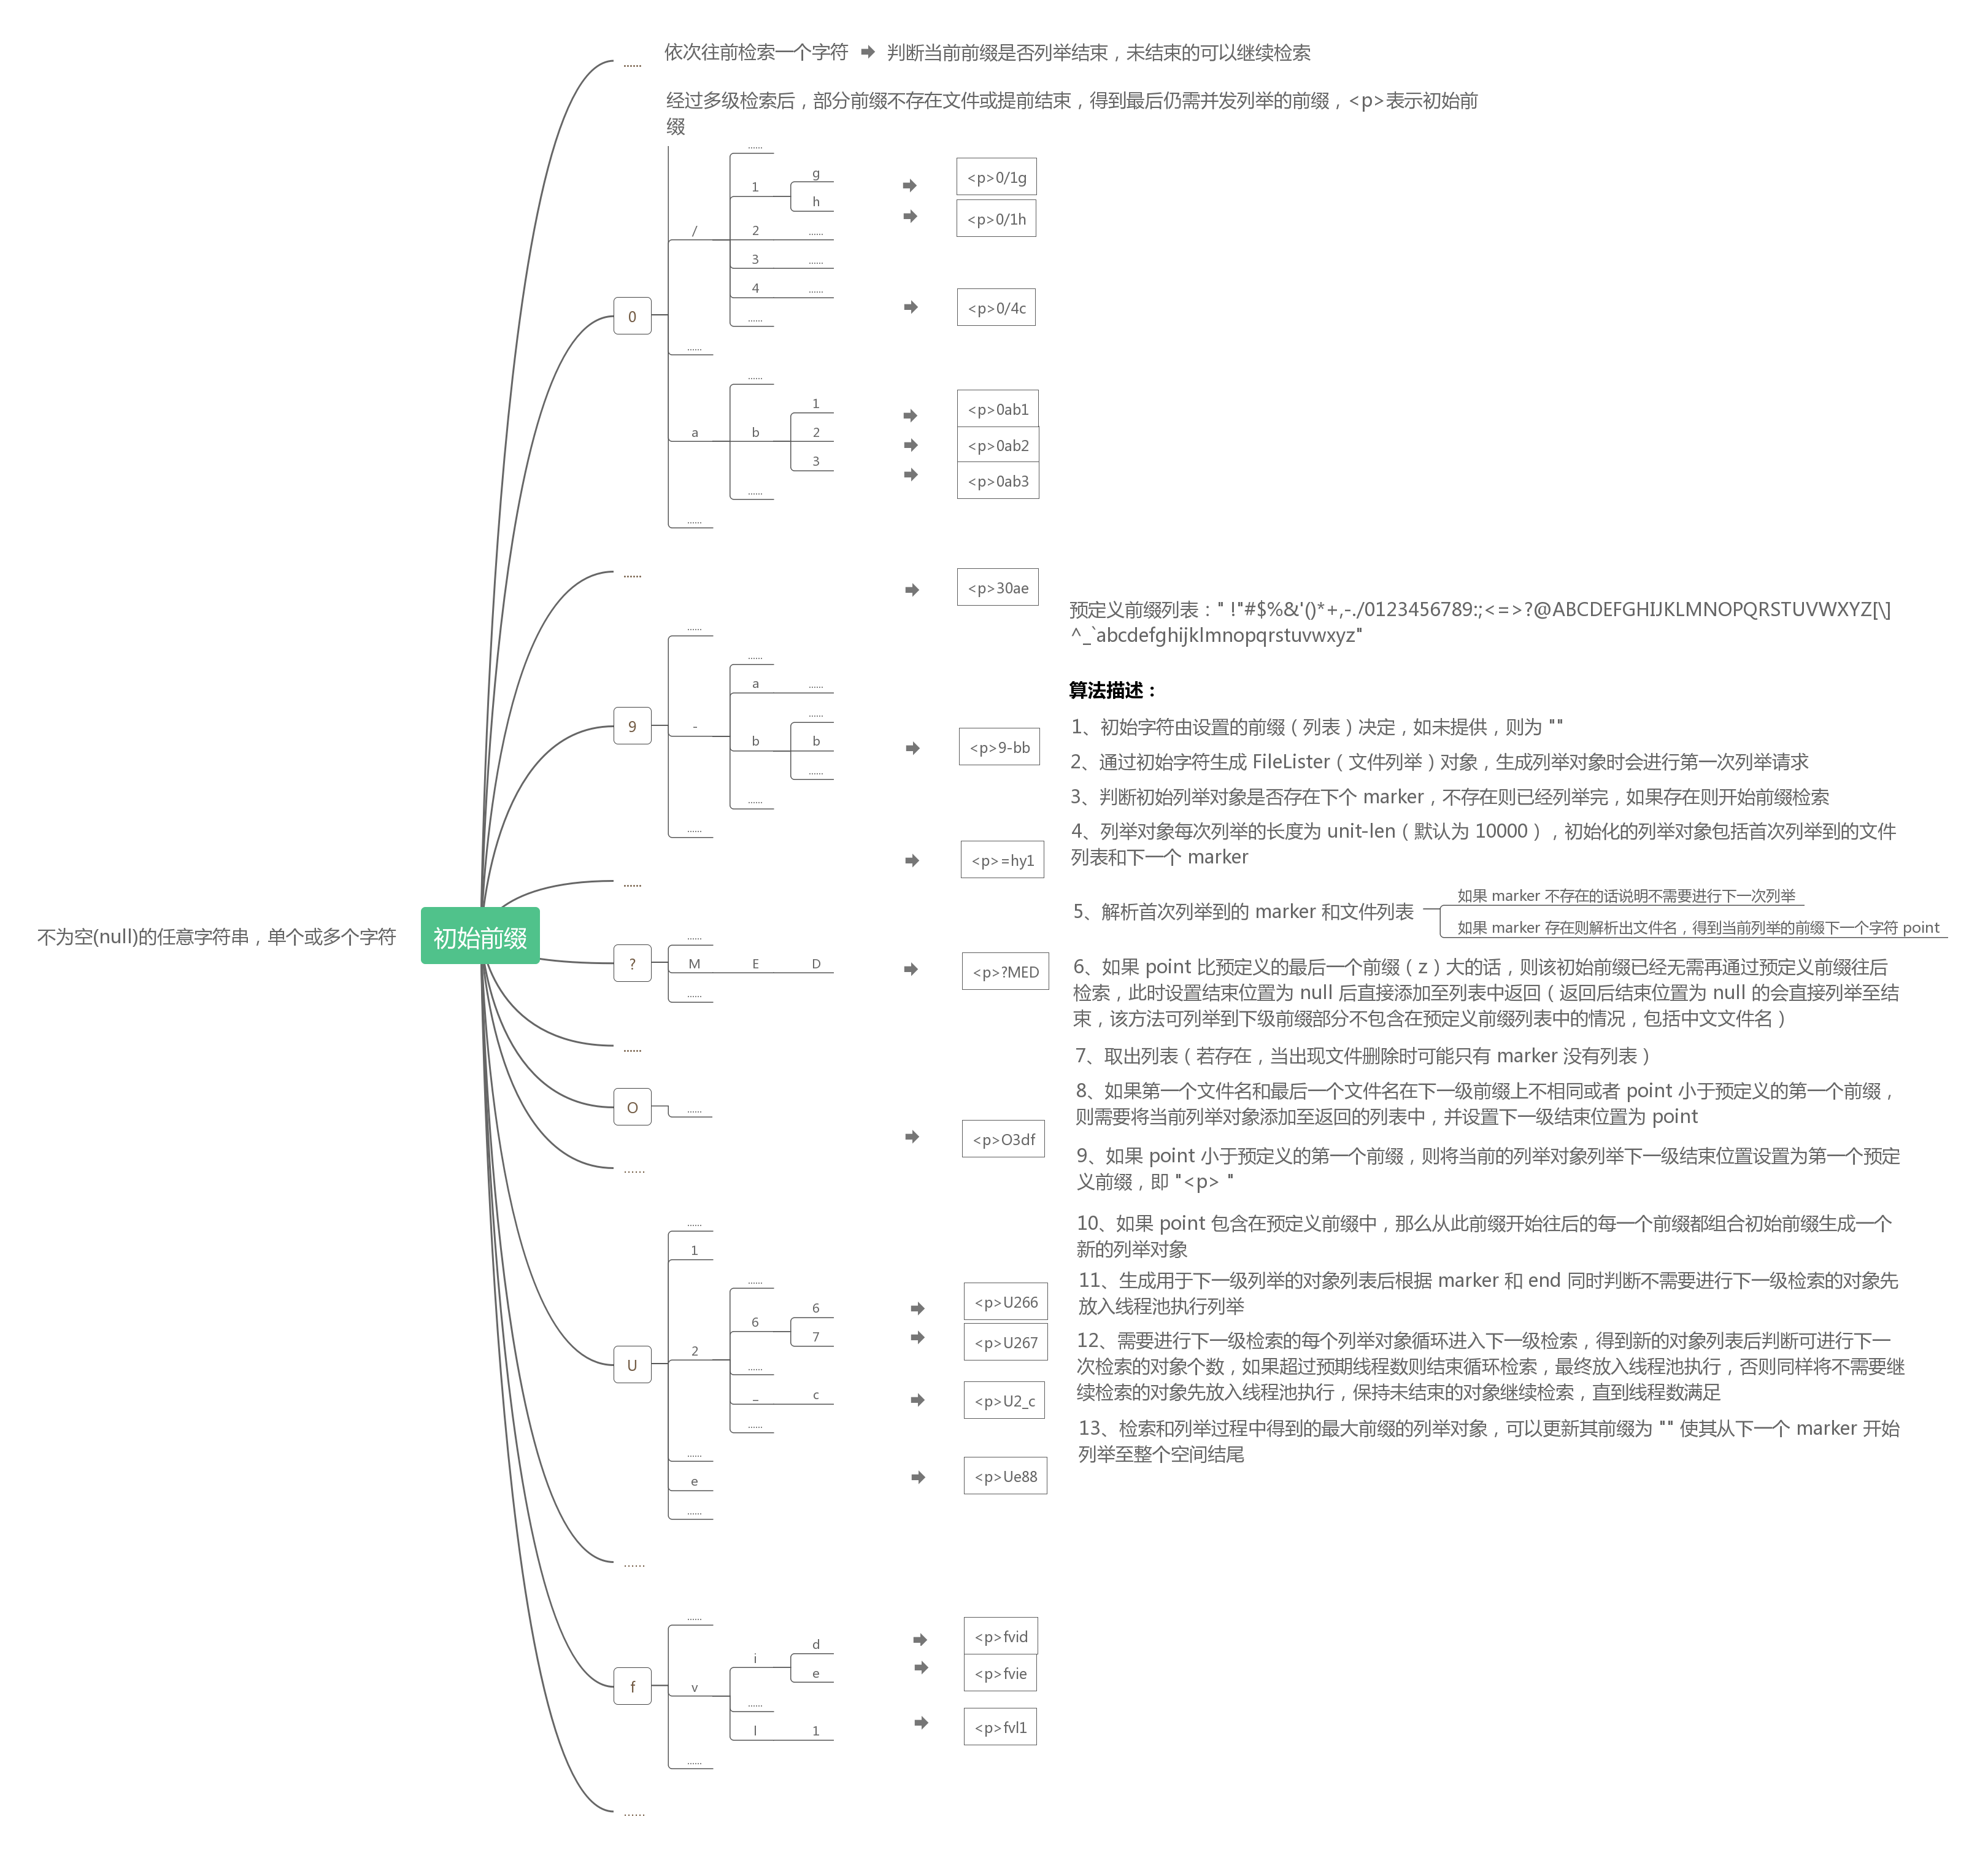 依次往前检索一个字符
判断当前前缀是否列举结束，未结束的可以继续检索
......
经过多级检索后，部分前缀不存在文件或提前结束，得到最后仍需并发列举的前缀，<p>表示初始前
缀
......
g
1
h
/
2
......
3
......
4
......
......
0
......
......
1
a
b
2
3
......
......
<p>0/1g
<p>0/1h
<p>0/4c
<p>0ab1
<p>0ab2
<p>0ab3
......
<p>30ae
......
......
a
......
......
9
-
b
b
......
......
......
<p>9-bb
......
<p>=hy1
不为空(null)的任意字符串，单个或多个字符
初始前缀
......
?
M
E
D
......
<p>?MED
......
O
......
<p>O3df
......
......
1
......
6
6
7
U
2
......
_
c
......
......
e
......
<p>U266
<p>U267
<p>U2_c
<p>Ue88
......
......
d
i
e
f
v
......
l
1
......
<p>fvid
<p>fvie
<p>fvl1
......
预定义前缀列表：" !"#$%&'()*+,-./0123456789:;<=>?@ABCDEFGHIJKLMNOPQRSTUVWXYZ[\]
^_`abcdefghijklmnopqrstuvwxyz"
算法描述：
1、初始字符由设置的前缀（列表）决定，如未提供，则为 ""
2、通过初始字符生成 FileLister（文件列举）对象，生成列举对象时会进行第一次列举请求
3、判断初始列举对象是否存在下个 marker，不存在则已经列举完，如果存在则开始前缀检索
4、列举对象每次列举的长度为 unit-len（默认为 10000），初始化的列举对象包括首次列举到的文件
列表和下一个 marker
5、解析首次列举到的 marker 和文件列表
如果 marker 不存在的话说明不需要进行下一次列举
如果 marker 存在则解析出文件名，得到当前列举的前缀下一个字符 point
6、如果 point 比预定义的最后一个前缀（z）大的话，则该初始前缀已经无需再通过预定义前缀往后
检索，此时设置结束位置为 null 后直接添加至列表中返回（返回后结束位置为 null 的会直接列举至结
束，该方法可列举到下级前缀部分不包含在预定义前缀列表中的情况，包括中文文件名）
7、取出列表（若存在，当出现文件删除时可能只有 marker 没有列表）
8、如果第一个文件名和最后一个文件名在下一级前缀上不相同或者 point 小于预定义的第一个前缀，
则需要将当前列举对象添加至返回的列表中，并设置下一级结束位置为 point
9、如果 point 小于预定义的第一个前缀，则将当前的列举对象列举下一级结束位置设置为第一个预定
义前缀，即 "<p> "
10、如果 point 包含在预定义前缀中，那么从此前缀开始往后的每一个前缀都组合初始前缀生成一个
新的列举对象
11、生成用于下一级列举的对象列表后根据 marker 和 end 同时判断不需要进行下一级检索的对象先
放入线程池执行列举
12、需要进行下一级检索的每个列举对象循环进入下一级检索，得到新的对象列表后判断可进行下一
次检索的对象个数，如果超过预期线程数则结束循环检索，最终放入线程池执行，否则同样将不需要继
续检索的对象先放入线程池执行，保持未结束的对象继续检索，直到线程数满足
13、检索和列举过程中得到的最大前缀的列举对象，可以更新其前缀为 "" 使其从下一个 marker 开始
列举至整个空间结尾